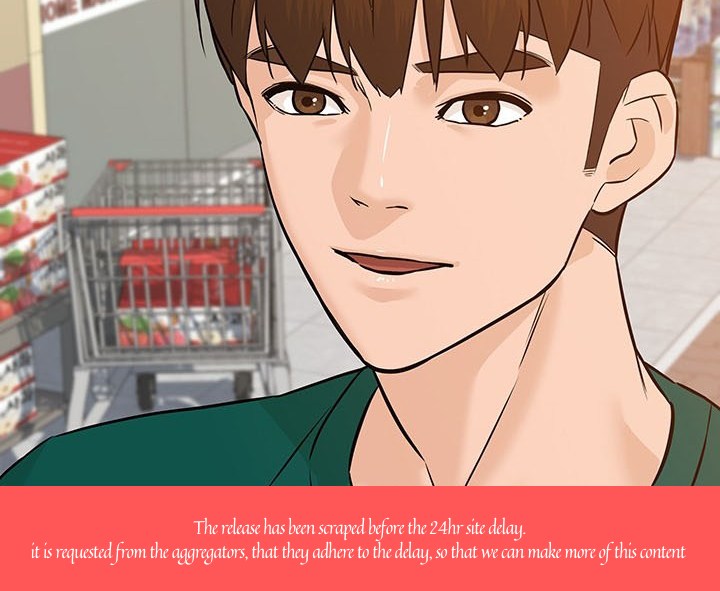 The release has been scraped before the 24hr site delay.
it is requested from the aggregators, that they adhere to the delay, so that we can make more of this content